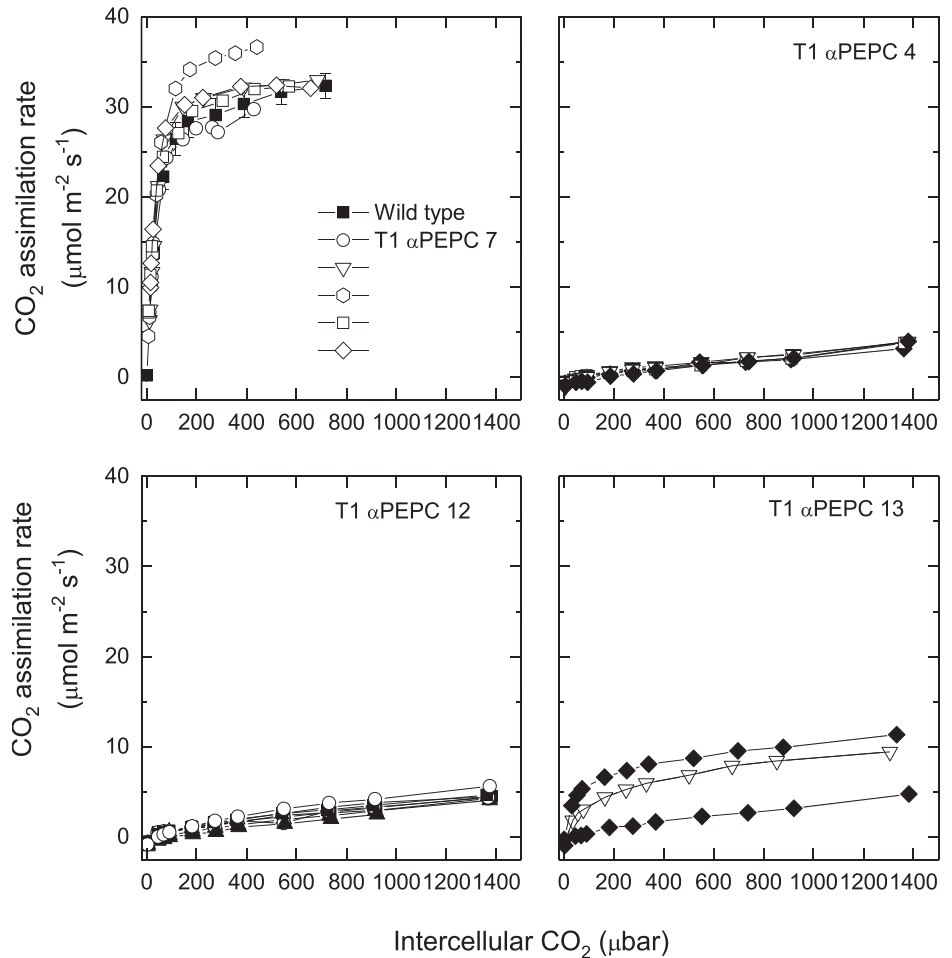 40
30
20
10
0
CO2 assimilation rate
(μmol m-2 s-1)
Wild type
T1 αPEPC 7
0 200 400 600 800 1000 1200 1400
T1 αPEPC 4
0 200 400 600 800 1000 1200 1400
40
30
20
10
0
CO2 assimilation rate
(μmol m-2 s-1)
T1 αPEPC 12
0 200 400 600 800 1000 1200 1400
T1 αPEPC 13
0 200 400 600 800 1000 1200 1400
Intercellular CO2 (μbar)